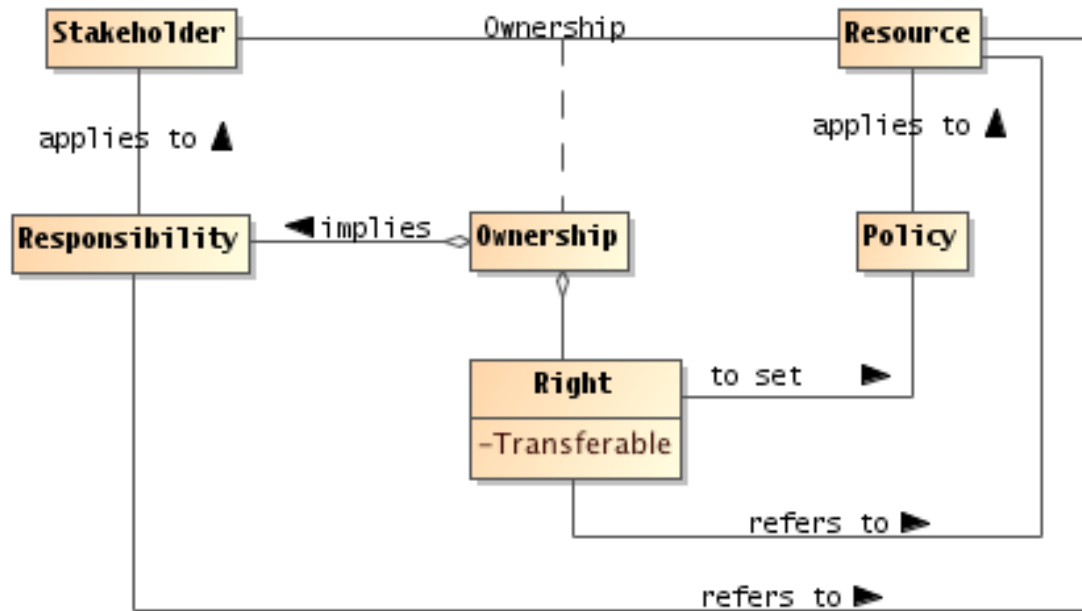 Stakeholder
Ownership
Resource
applies to
applies to
Responsibility
implies
Ownership
Policy
Right
to set
-Transferable
refers to
refers to